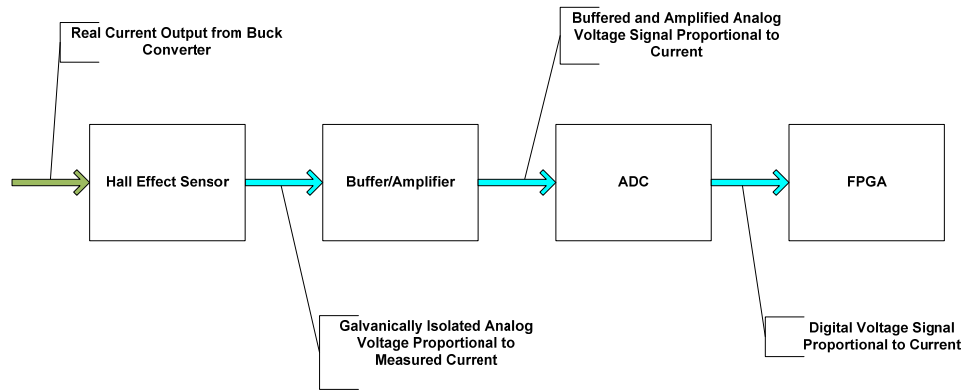 Real Current Output from Buck
Converter
Buffered and Amplified Analog
Voltage Signal Proportional to
Current
Hall Effect Sensor
Buffer/Amplifier
ADC
FPGA
Galvanically Isolated Analog
Voltage Proportional to
Measured Current
Digital Voltage Signal
Proportional to Current